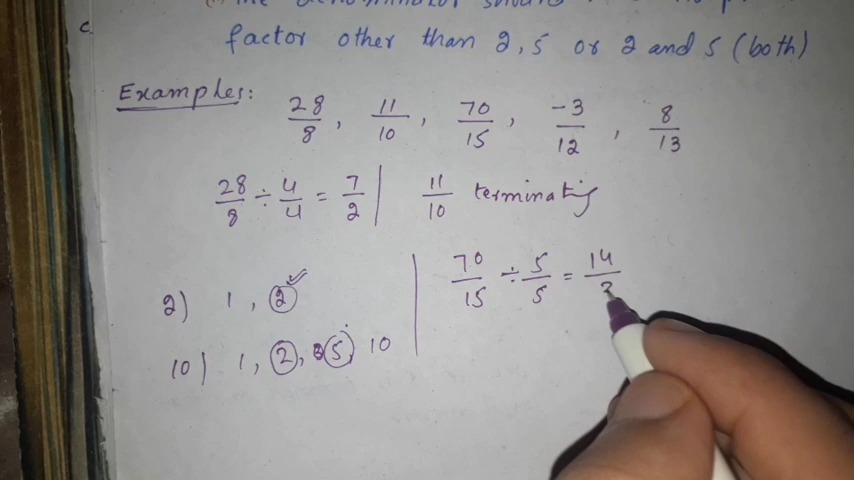 factor other than 2, 5 or 2 and 5 (both)
Examples:
28/8, 11/10, 70/15, -3/12, 8/13
28/8 ÷ 4/4 = 7/2 | 11/10 terminating
70/15 ÷ 5/5 = 14/3
2) 1, 2 ✓
10) 1, 2, 5, 10